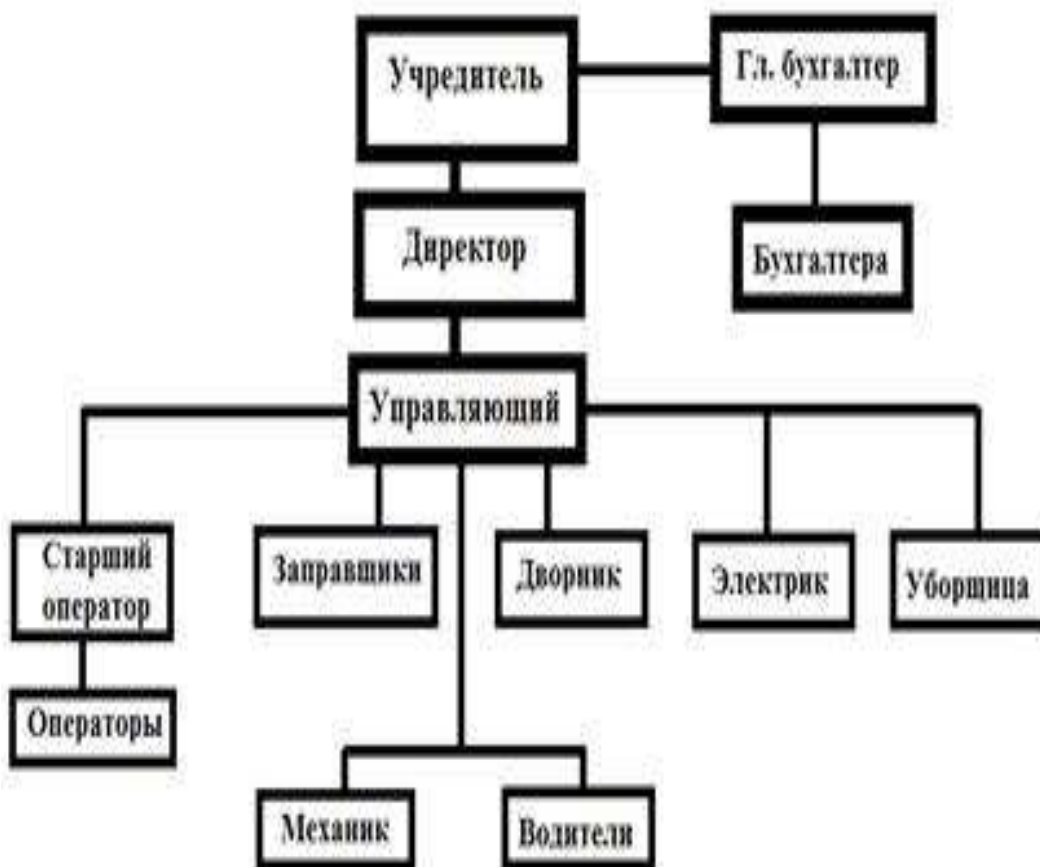 Учредитель
Гл. бухгалтер
Директор
Бухгалтера
Управляющий
Старший
оператор
Заправщики
Дворник
Электрик
Уборщица
Операторы
Механик
Водители